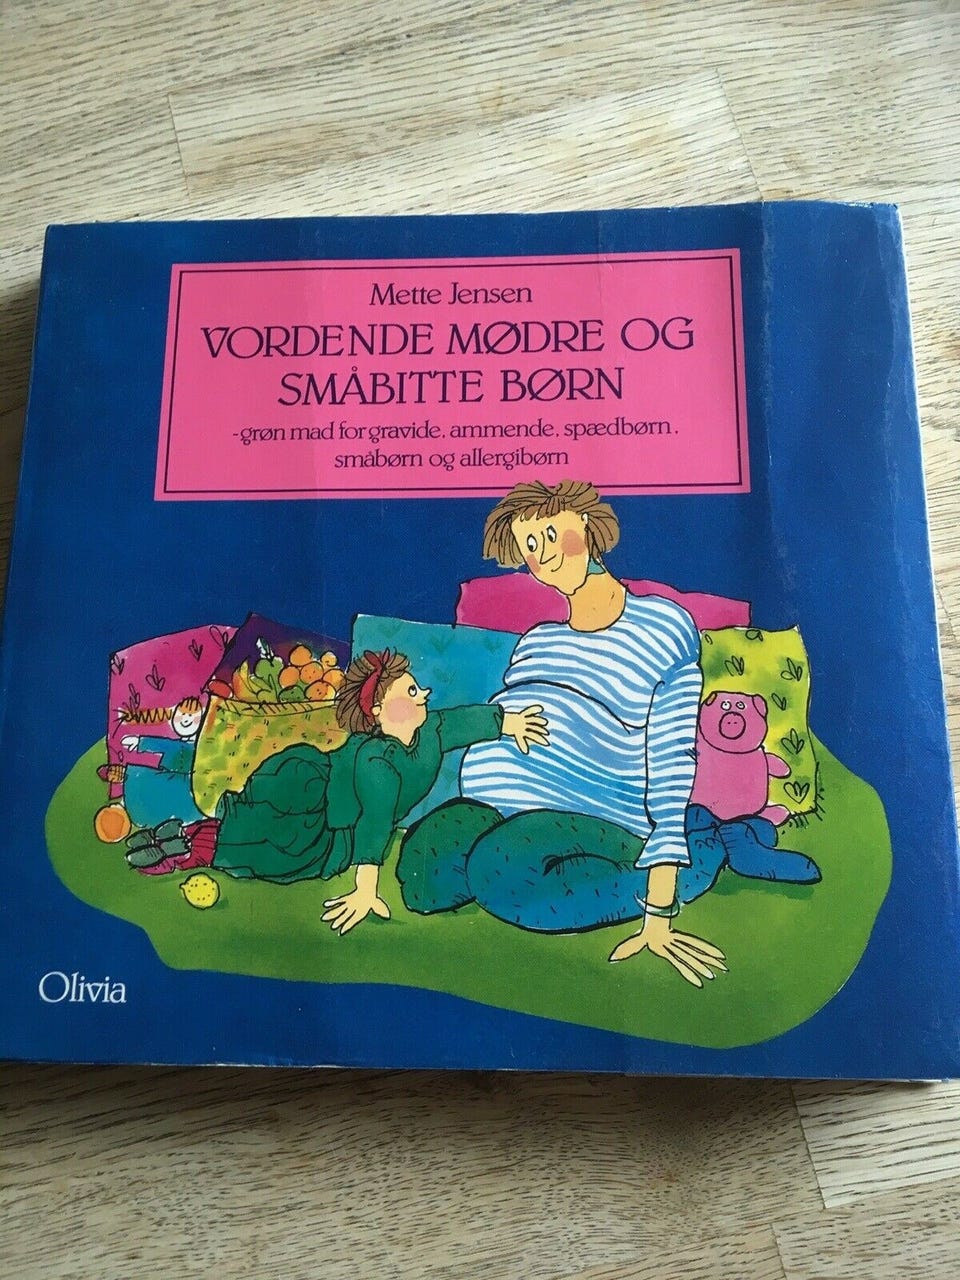 Mette Jensen
VORDENDE MØDRE OG
SMÅBITTE BØRN
-grøn mad for gravide, ammende, spædbørn,
småbørn og allergibørn
Olivia